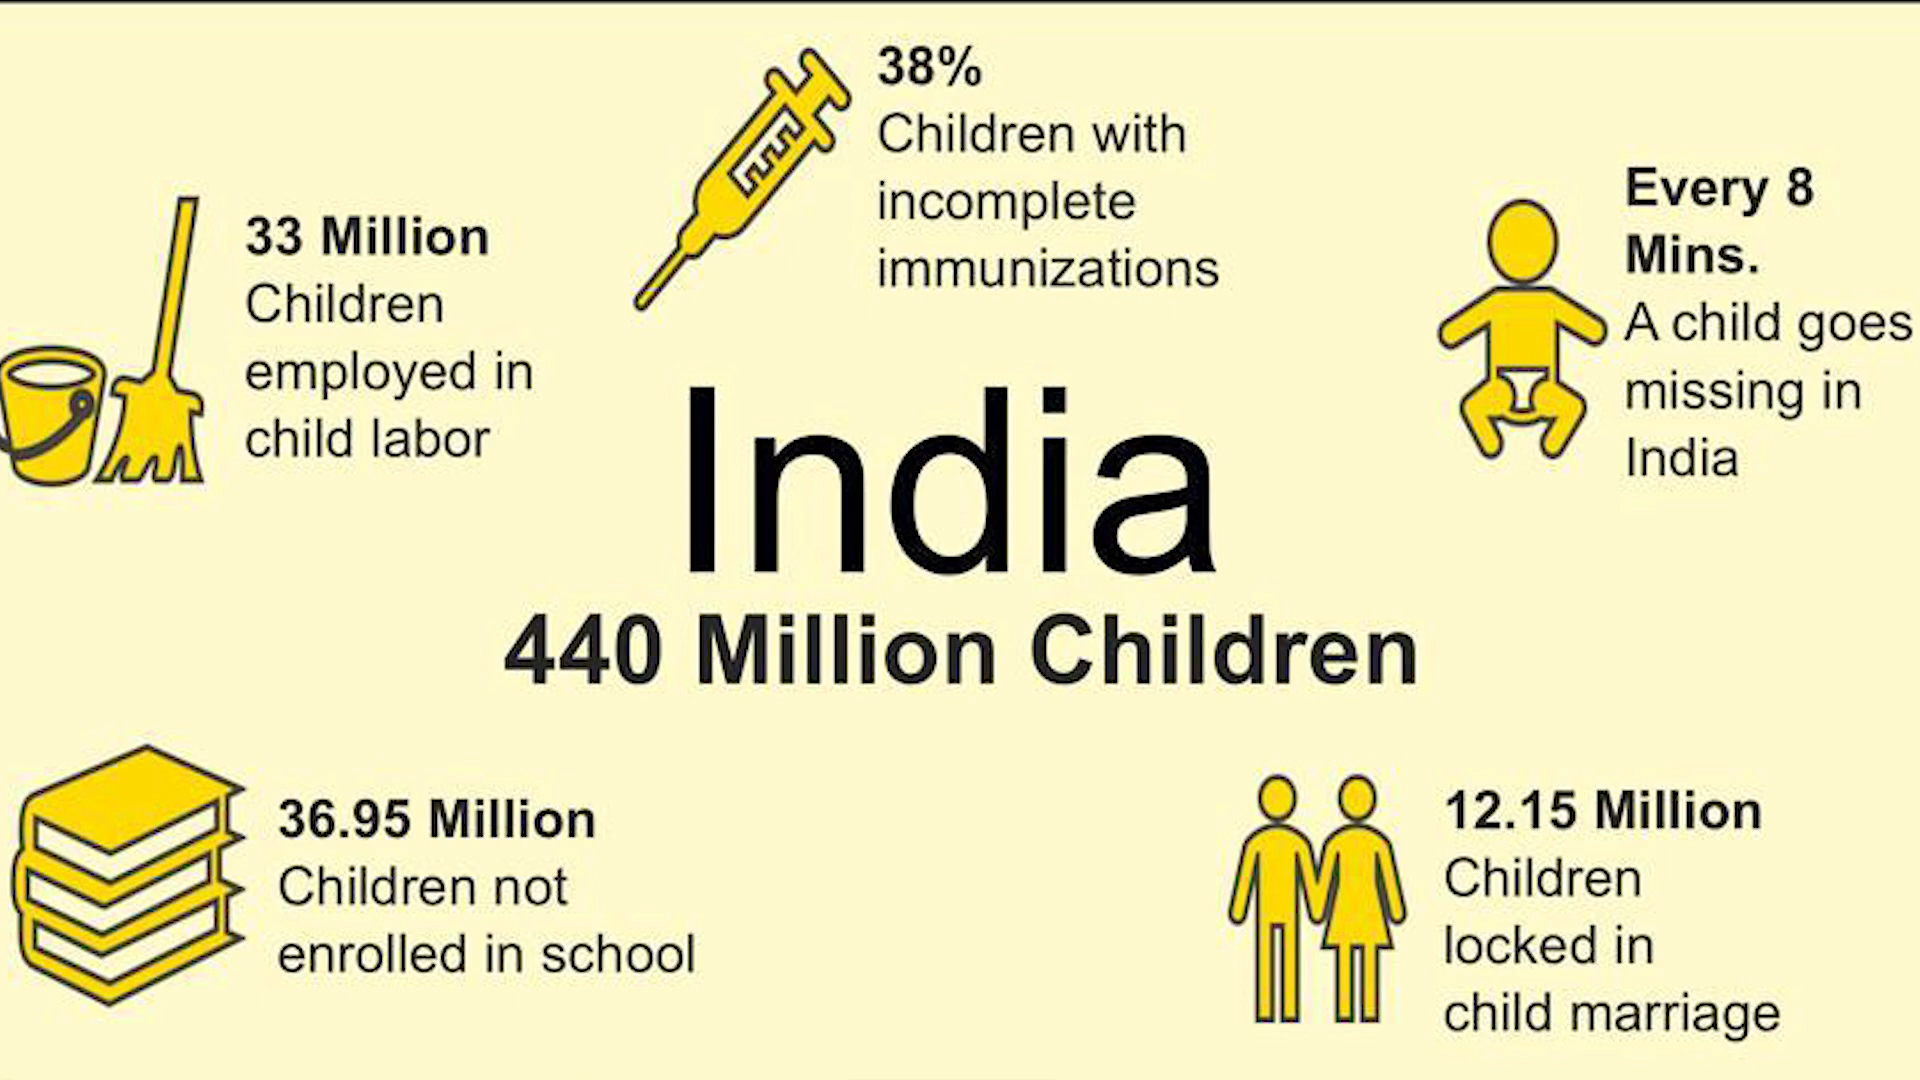 38%
Children with
incomplete
immunizations
33 Million
Children
employed in
child labor
Every 8
Mins.
A child goes
missing in
India
India
440 Million Children
36.95 Million
Children not
enrolled in school
12.15 Million
Children
locked in
child marriage